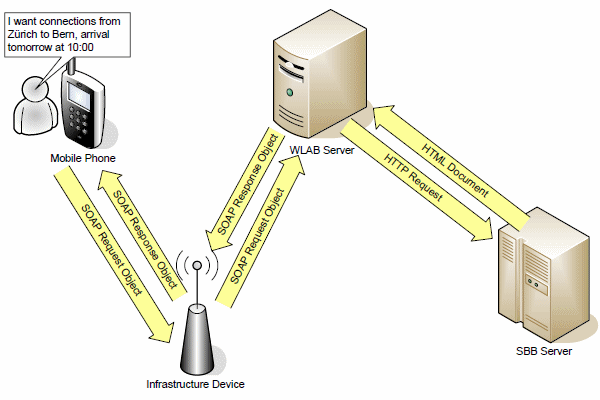 I want connections from
Zürich to Bern, arrival
tomorrow at 10:00
Mobile Phone
WLAB Server
SOAP Request Object
SOAP Response Object
SOAP Response Object
SOAP Request Object
HTML Document
HTTP Request
Infrastructure Device
SBB Server